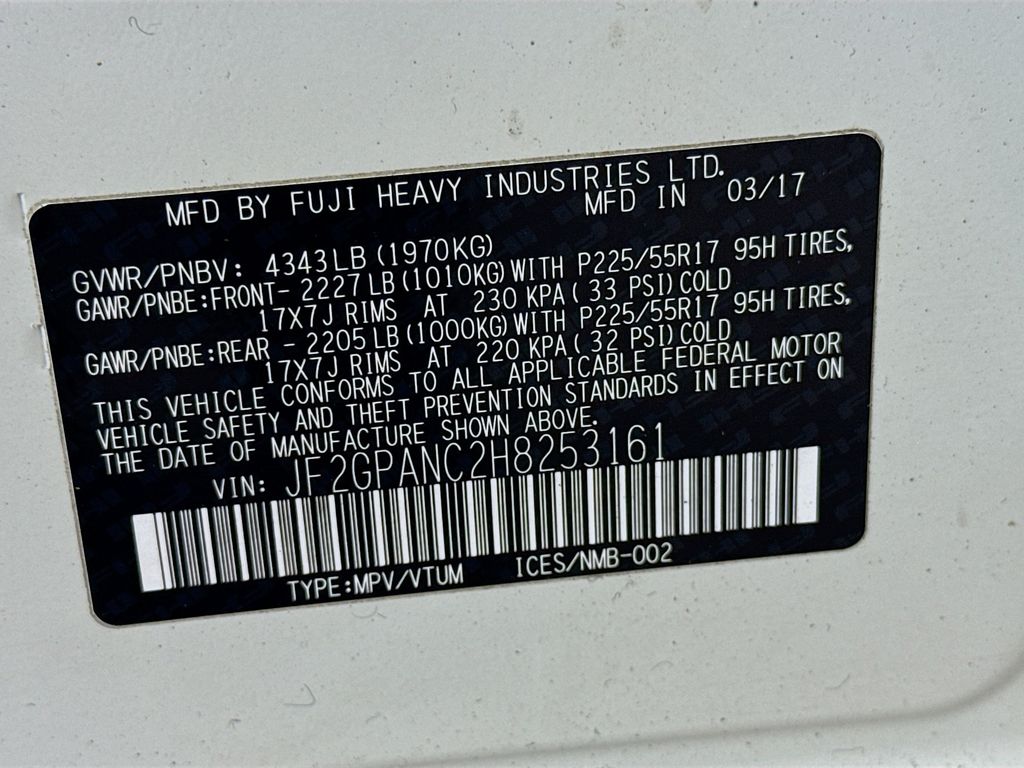 MFD BY FUJI HEAVY INDUSTRIES LTD.
MFD IN 03/17
GVWR/PNBV: 4343LB (1970KG)
GAWR/PNBE:FRONT- 2227LB (1010KG)WITH P225/55R17 95H TIRES,
17X7J RIMS AT 230 KPA( 33 PSI)COLD
GAWR/PNBE:REAR - 2205LB (1000KG)WITH P225/55R17 95H TIRES,
17X7J RIMS AT 220 KPA( 32 PSI)COLD
THIS VEHICLE CONFORMS TO ALL APPLICABLE FEDERAL MOTOR
VEHICLE SAFETY AND THEFT PREVENTION STANDARDS IN EFFECT ON
THE DATE OF MANUFACTURE SHOWN ABOVE.
VIN: JF2GPANC2H8253161
TYPE:MPV/VTUM ICES/NMB-002